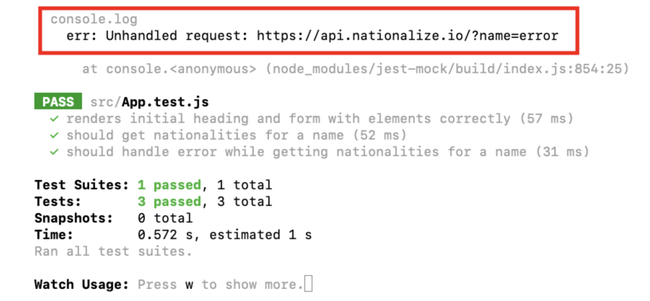 console.log
err: Unhandled request: https://api.nationalize.io/?name=error
at console.<anonymous> (node_modules/jest-mock/build/index.js:854:25)
PASS src/App.test.js
✓ renders initial heading and form with elements correctly (57 ms)
✓ should get nationalities for a name (52 ms)
✓ should handle error while getting nationalities for a name (31 ms)
Test Suites: 1 passed, 1 total
Tests: 3 passed, 3 total
Snapshots: 0 total
Time: 0.572 s, estimated 1 s
Ran all test suites.
Watch Usage: Press w to show more.